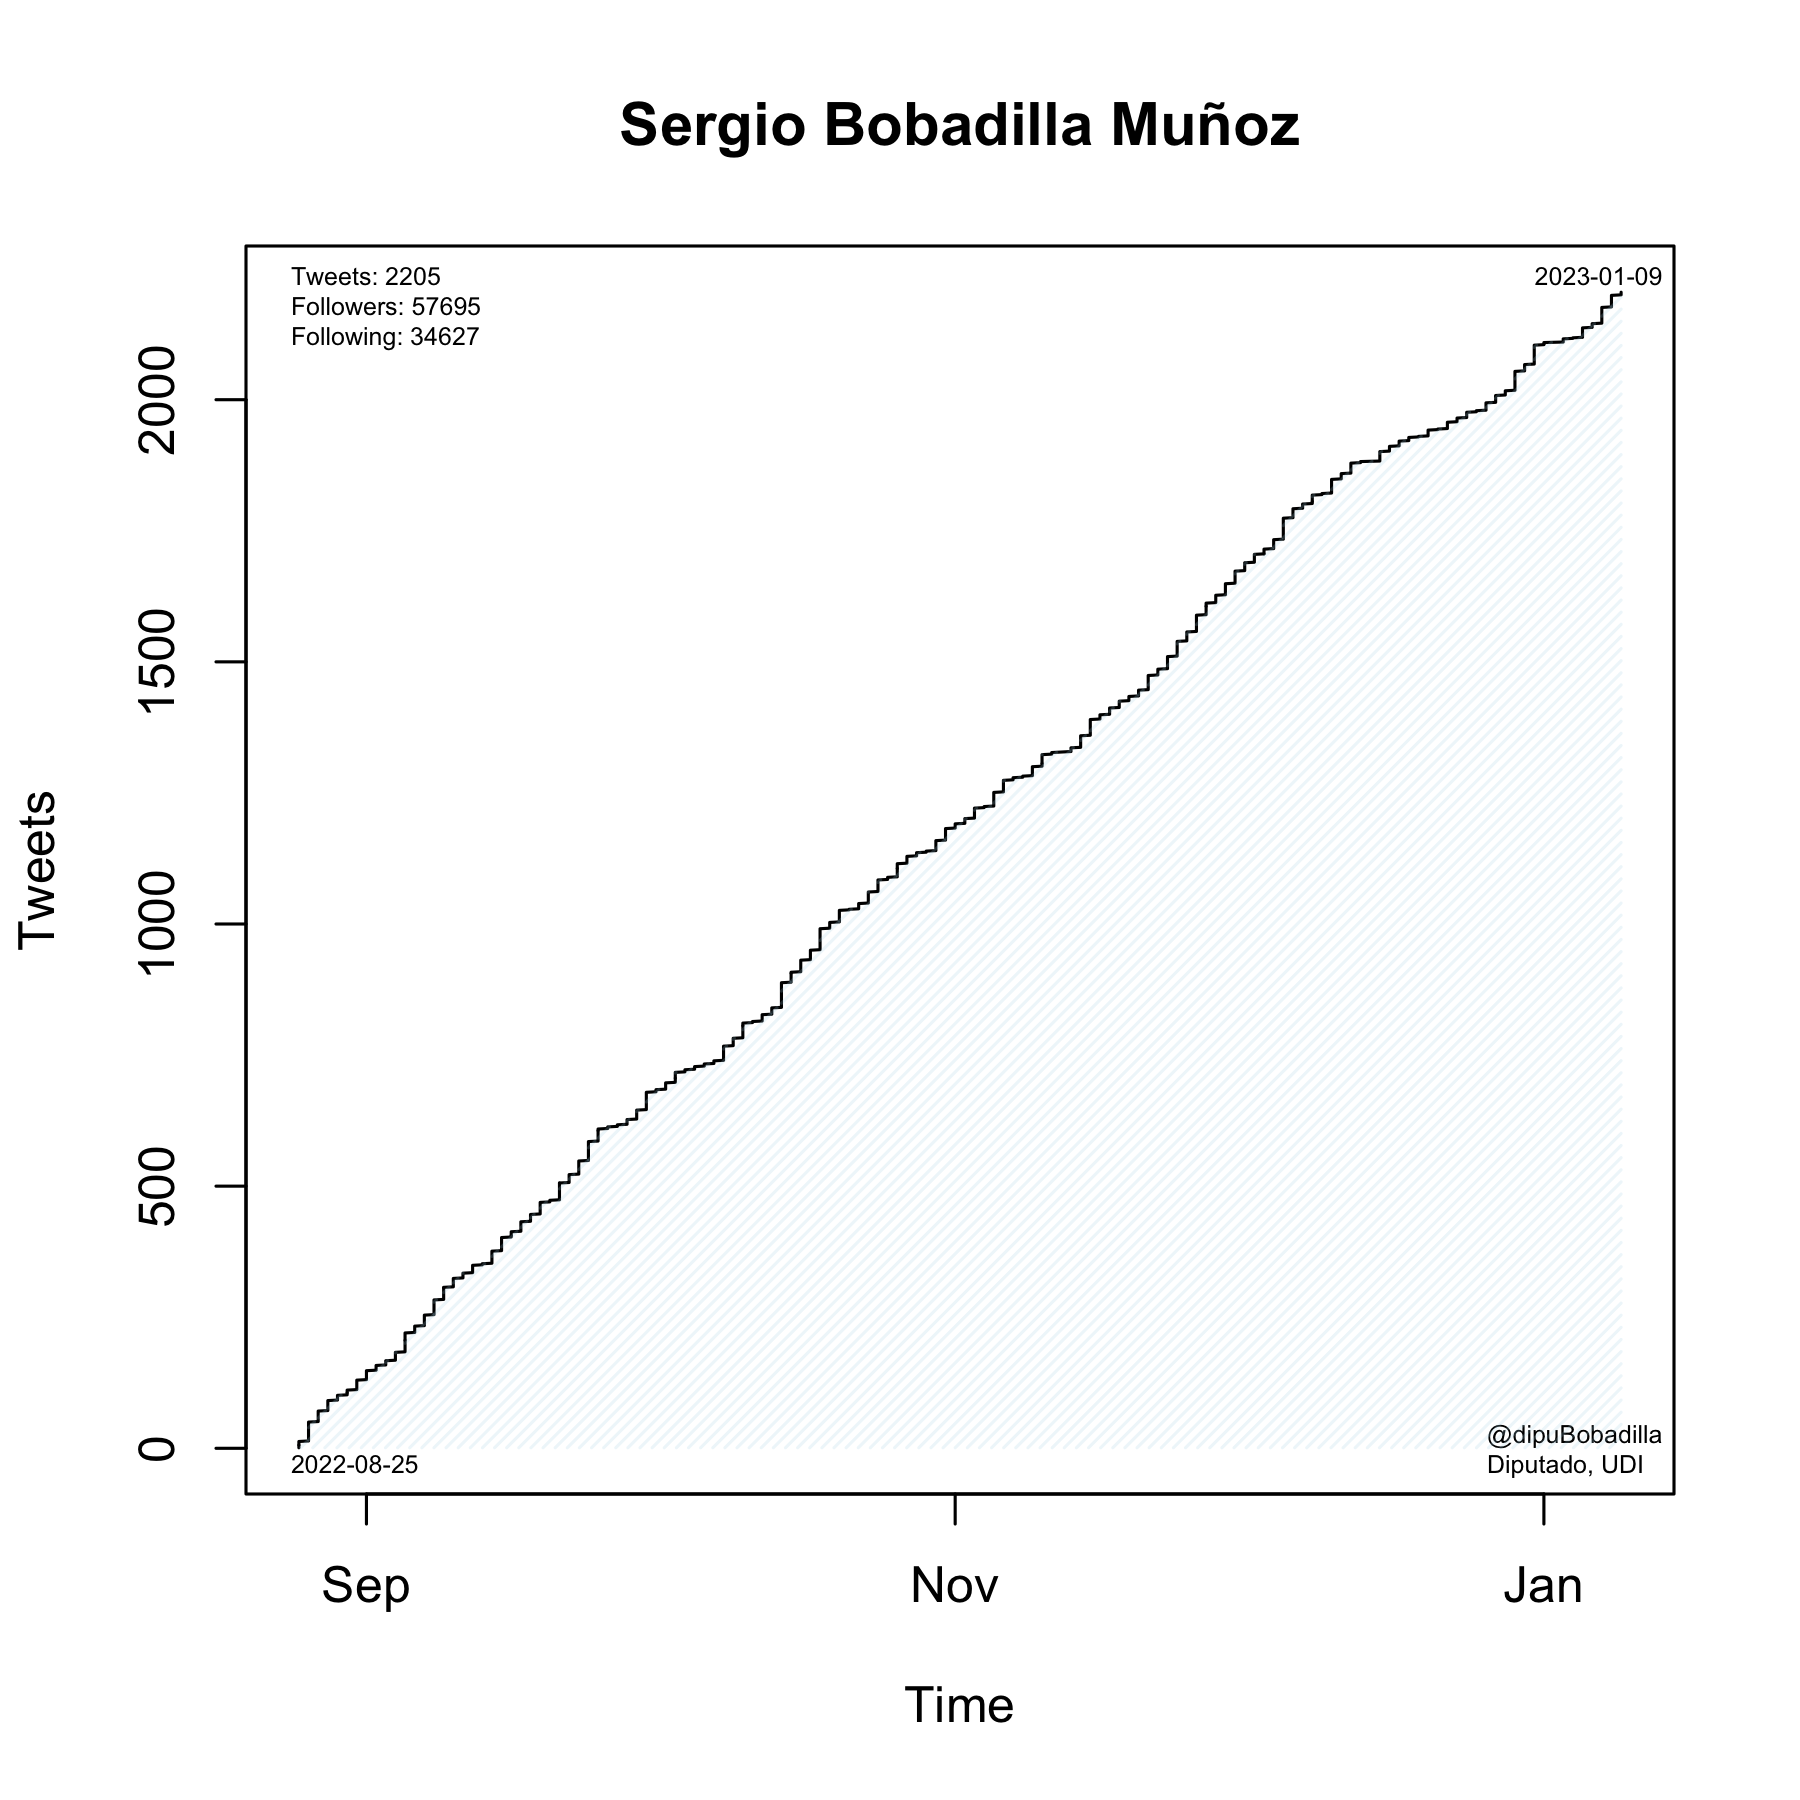 Sergio Bobadilla Muñoz
Tweets: 2205
Followers: 57695
Following: 34627
2023-01-09
Tweets
2000
1500
1000
500
0
@dipuBobadilla
Diputado, UDI
2022-08-25
Sep
Nov
Jan
Time